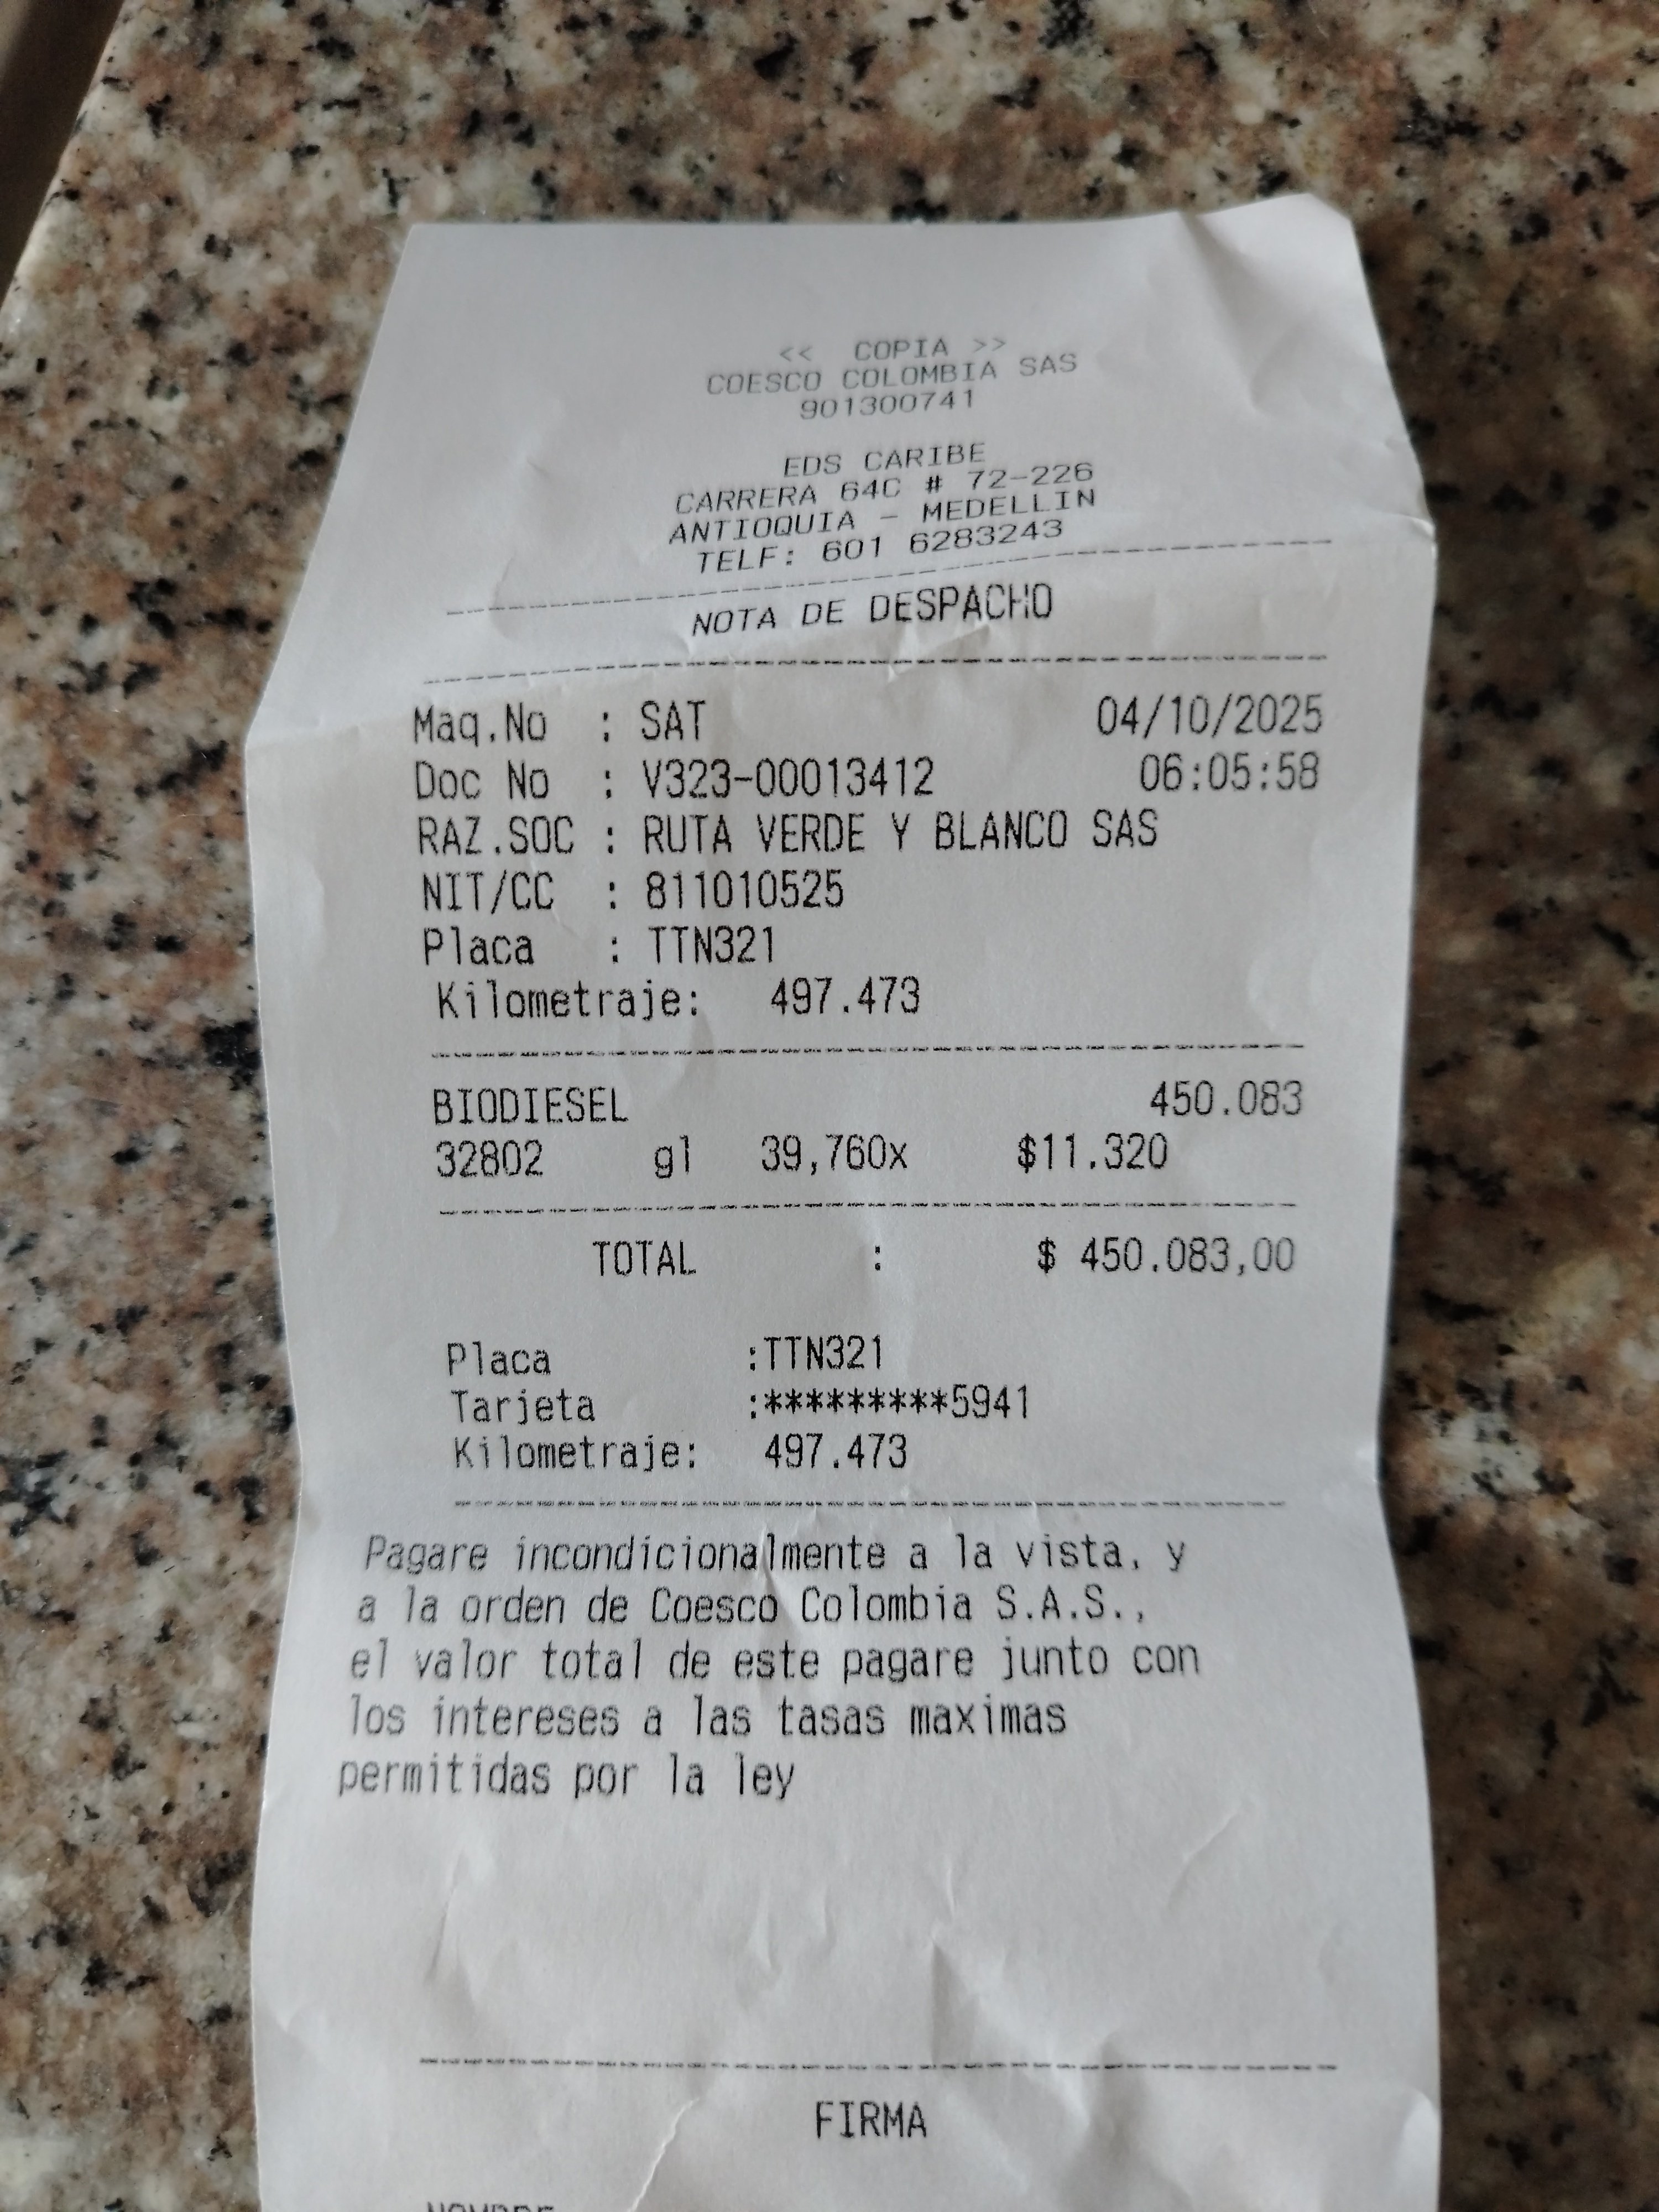 << COPIA >>
COESCO COLOMBIA SAS
901300741
EDS CARIBE
CARRERA 64C # 72-226
ANTIOQUIA - MEDELLIN
TELF: 601 6283243
NOTA DE DESPACHO
Maq.No : SAT 04/10/2025
Doc No : V323-00013412 06:05:58
RAZ.SOC : RUTA VERDE Y BLANCO SAS
NIT/CC : 811010525
Placa : TTN321
Kilometraje: 497.473
BIODIESEL 450.083
32802 gl 39,760x $11.320
TOTAL : $ 450.083,00
Placa :TTN321
Tarjeta :*********5941
Kilometraje: 497.473
Pagare incondicionalmente a la vista, y
a la orden de Coesco Colombia S.A.S.,
el valor total de este pagare junto con
los intereses a las tasas maximas
permitidas por la ley
FIRMA